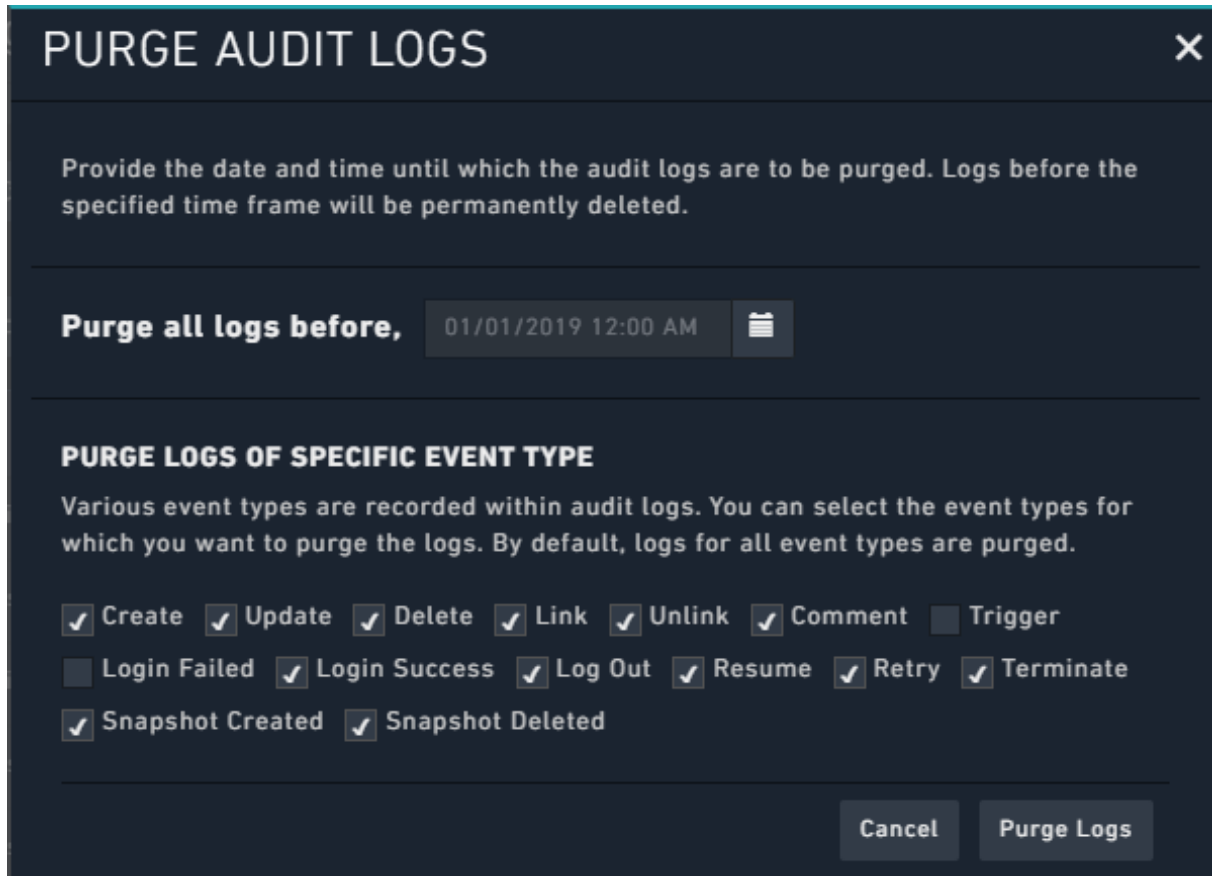 PURGE AUDIT LOGS
Provide the date and time until which the audit logs are to be purged. Logs before the
specified time frame will be permanently deleted.
Purge all logs before, 01/01/2019 12:00 AM
PURGE LOGS OF SPECIFIC EVENT TYPE
Various event types are recorded within audit logs. You can select the event types for
which you want to purge the logs. By default, logs for all event types are purged.
Create Update Delete Link Unlink Comment Trigger
Login Failed Login Success Log Out Resume Retry Terminate
Snapshot Created Snapshot Deleted
Cancel Purge Logs